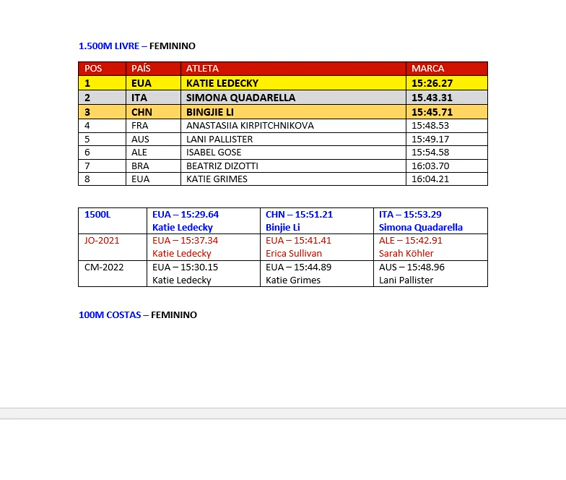 1.500M LIVRE – FEMININO
POS PAÍS ATLETA MARCA
1 EUA KATIE LEDECKY 15:26.27
2 ITA SIMONA QUADARELLA 15.43.31
3 CHN BINGJIE LI 15:45.71
4 FRA ANASTASIIA KIRPITCHNIKOVA 15:48.53
5 AUS LANI PALLISTER 15:49.17
6 ALE ISABEL GOSE 15:54.58
7 BRA BEATRIZ DIZOTTI 16:03.70
8 EUA KATIE GRIMES 16:04.21
1500L EUA – 15:29.64 CHN – 15:51.21 ITA – 15:53.29
Katie Ledecky Binjie Li Simona Quadarella
JO-2021 EUA – 15:37.34 EUA – 15:41.41 ALE – 15:42.91
Katie Ledecky Erica Sullivan Sarah Köhler
CM-2022 EUA – 15:30.15 EUA – 15:44.89 AUS – 15:48.96
Katie Ledecky Katie Grimes Lani Pallister
100M COSTAS – FEMININO